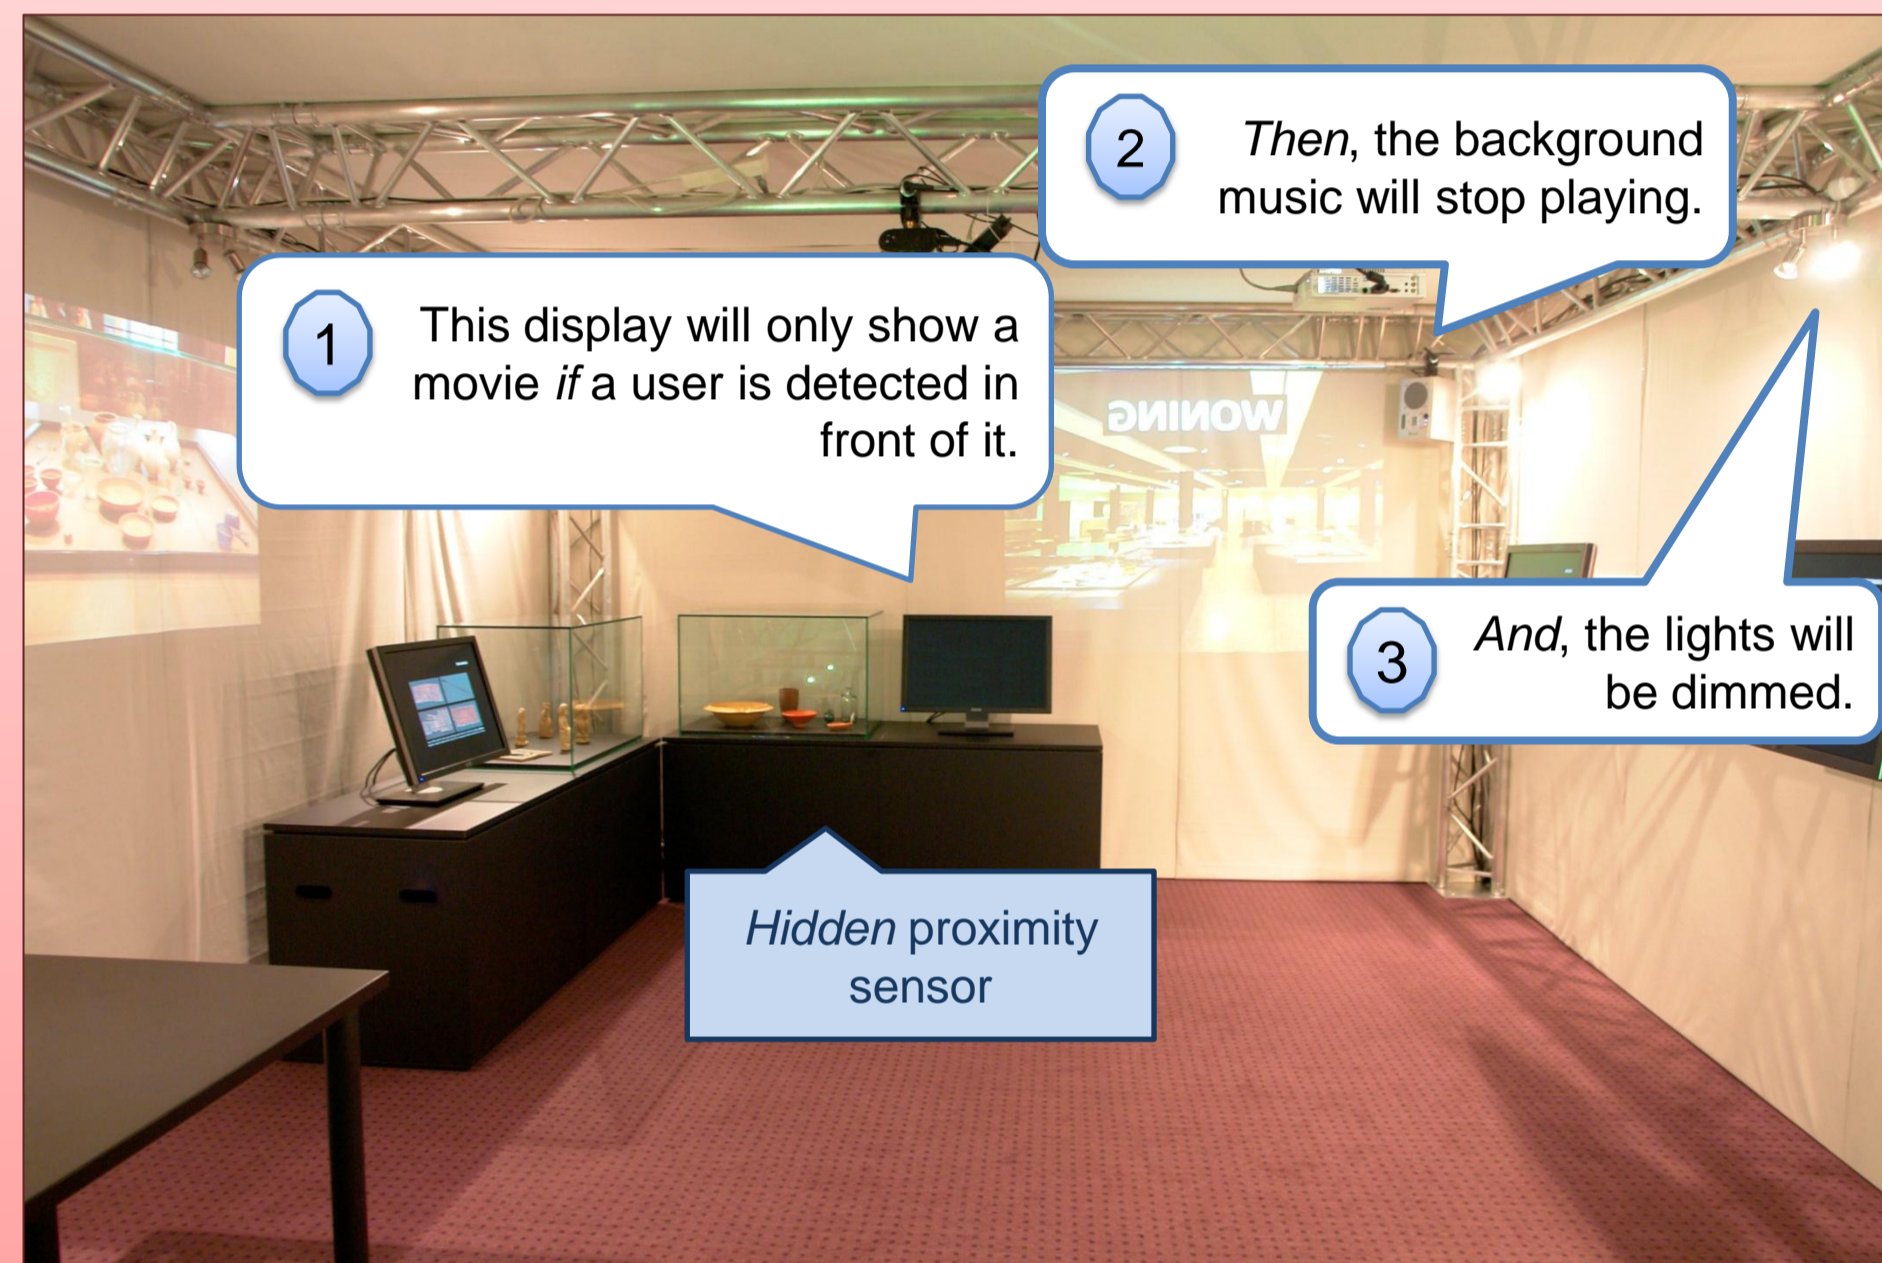 1
This display will only show a
movie if a user is detected in
front of it.
2
Then, the background
music will stop playing.
3
And, the lights will
be dimmed.
WONING
Hidden proximity
sensor